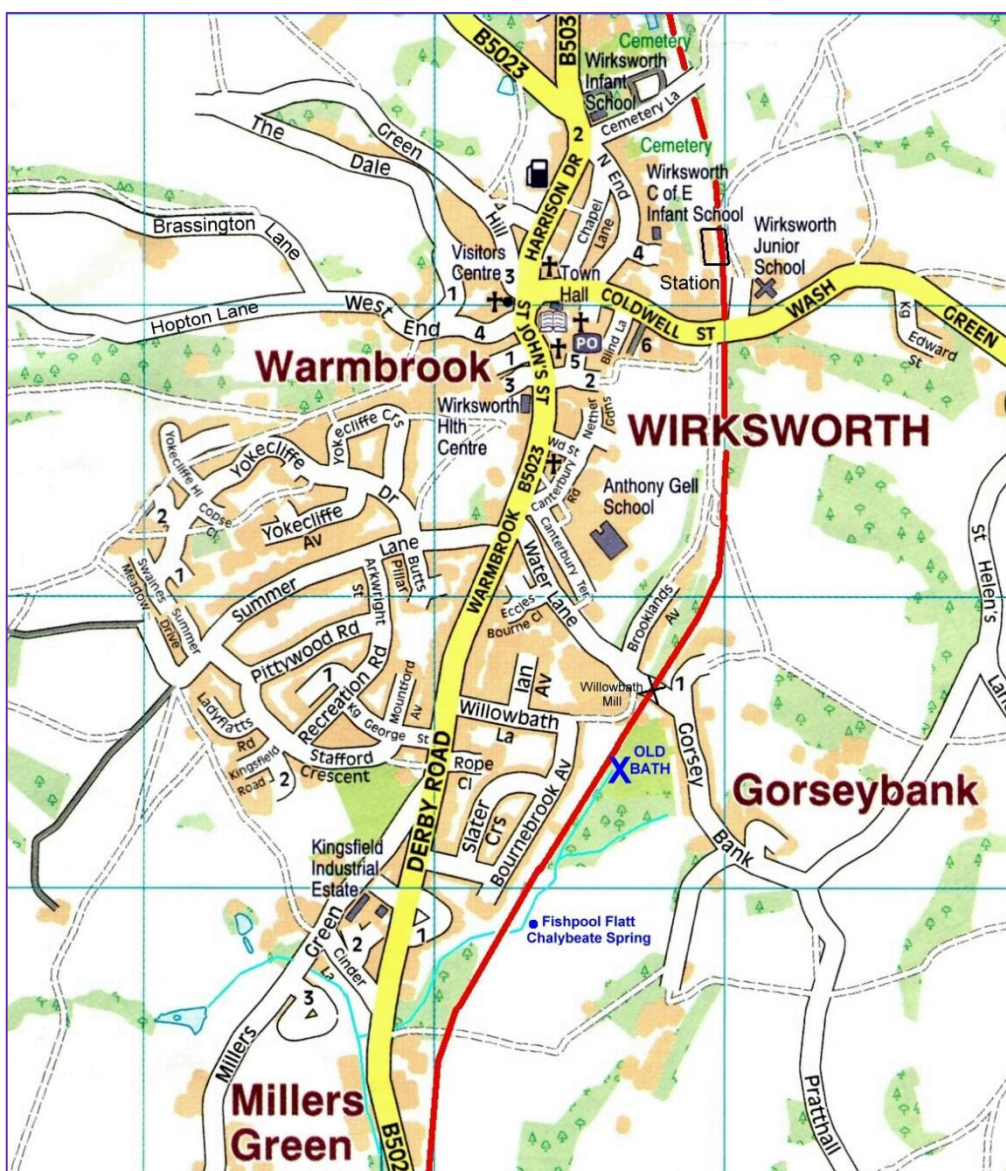 B5023
B503
Cemetery
Wirksworth
Infant
School
Cemetery La
2
Cemetery
The
Dale
Green
Hill
HARRISON DR
N End
Chapel
Lane
4
Wirksworth
C of E
Infant School
Wirksworth
Junior
School
Station
Brassington
Lane
Visitors
Centre
3
1
Town
Hall
Hopton Lane
West
End
4
COLDWELL
ST
WASH
GREEN
Kg
Edward
St
ST JOHN'S ST
PO
Blind La
6
5
2
1
3
Warmbrook
Wirksworth
Hlth
Centre
Nether
Gdns
WIRKSWORTH
Yokecliffe Crs
Yokecliffe
Dr
Yokecliffe Hl
Copse
Cl
2
1
Yokecliffe
Av
B5023
WARMBROOK
Wd St
Canterbury
Rd
Canterbury Ter
Anthony Gell
School
St
Helen's
Lane
Summer
Lane
Butts
Pillar
Arkwright
St
Water
Lane
Eccles
Bourne Cl
Brooklands
Av
Swaines
Meadow
Summer
Drive
Pittywood Rd
1
Recreation Rd
Mountford
Av
Kg George St
Ian
Av
Willowbath
La
Willowbath
Mill
1
Ladyflatts
Rd
Kingsfield
Road
2
Stafford
Crescent
Rope
Cl
Slater
Crs
Bournebrook Av
OLD
X BATH
Gorsey
Bank
Gorseybank
DERBY ROAD
Kingsfield
Industrial
Estate
1
2
Cinder
La
3
Millers
Green
Fishpool Flatt
Chalybeate Spring
Pratthall
Millers
Green
B502